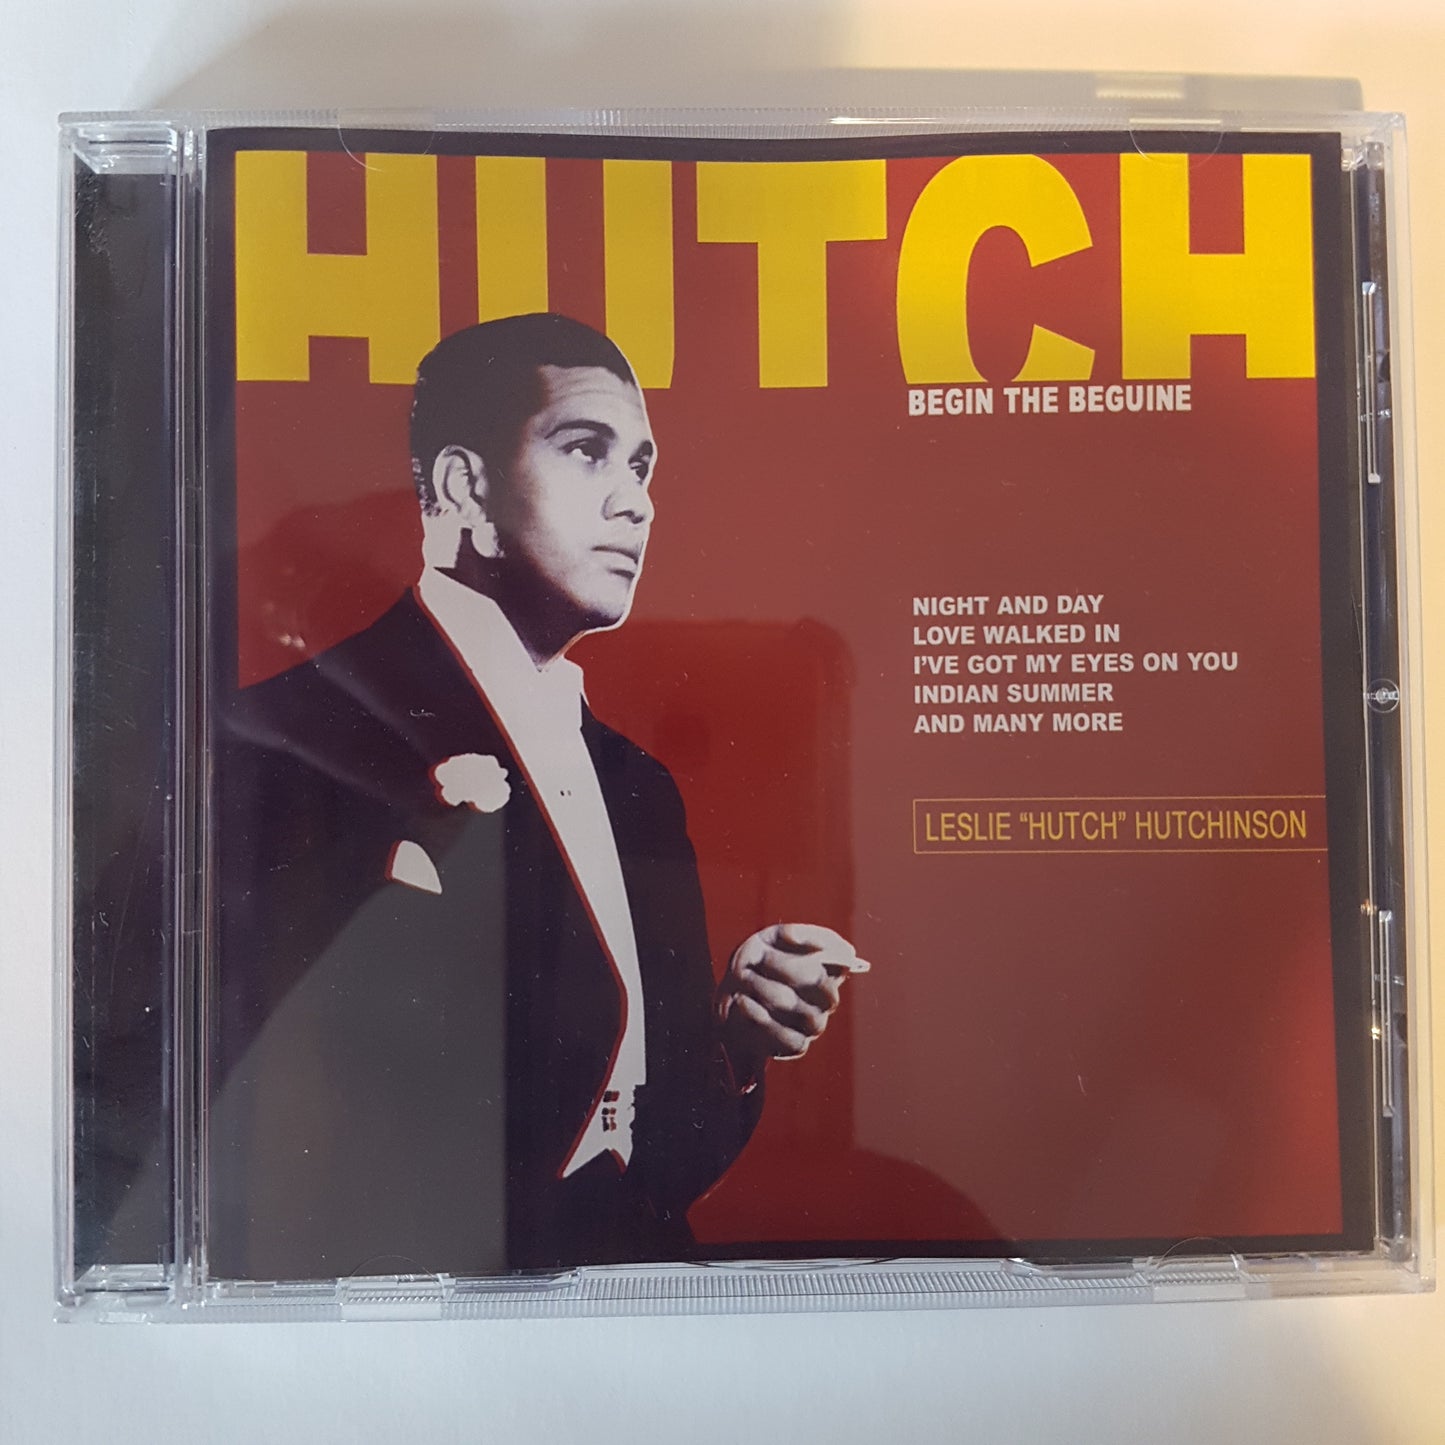 HUTCH
BEGIN THE BEGUINE
NIGHT AND DAY
LOVE WALKED IN
I'VE GOT MY EYES ON YOU
INDIAN SUMMER
AND MANY MORE
LESLIE “HUTCH” HUTCHINSON